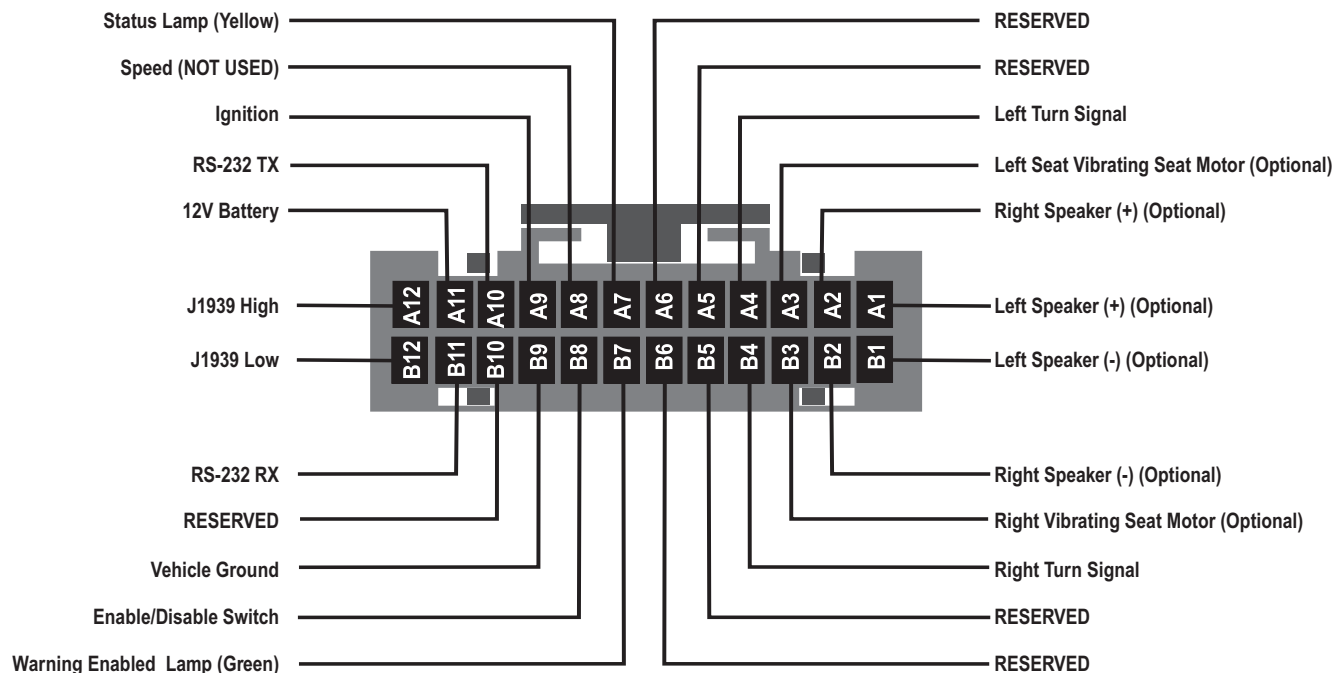 Status Lamp (Yellow)
RESERVED
Speed (NOT USED)
RESERVED
Ignition
Left Turn Signal
RS-232 TX
Left Seat Vibrating Seat Motor (Optional)
12V Battery
Right Speaker (+) (Optional)
J1939 High
A12 A11 A10 A9 A8 A7 A6 A5 A4 A3 A2 A1
Left Speaker (+) (Optional)
J1939 Low
B12 B11 B10 B9 B8 B7 B6 B5 B4 B3 B2 B1
Left Speaker (-) (Optional)
RS-232 RX
Right Speaker (-) (Optional)
RESERVED
Right Vibrating Seat Motor (Optional)
Vehicle Ground
Right Turn Signal
Enable/Disable Switch
RESERVED
Warning Enabled Lamp (Green)
RESERVED